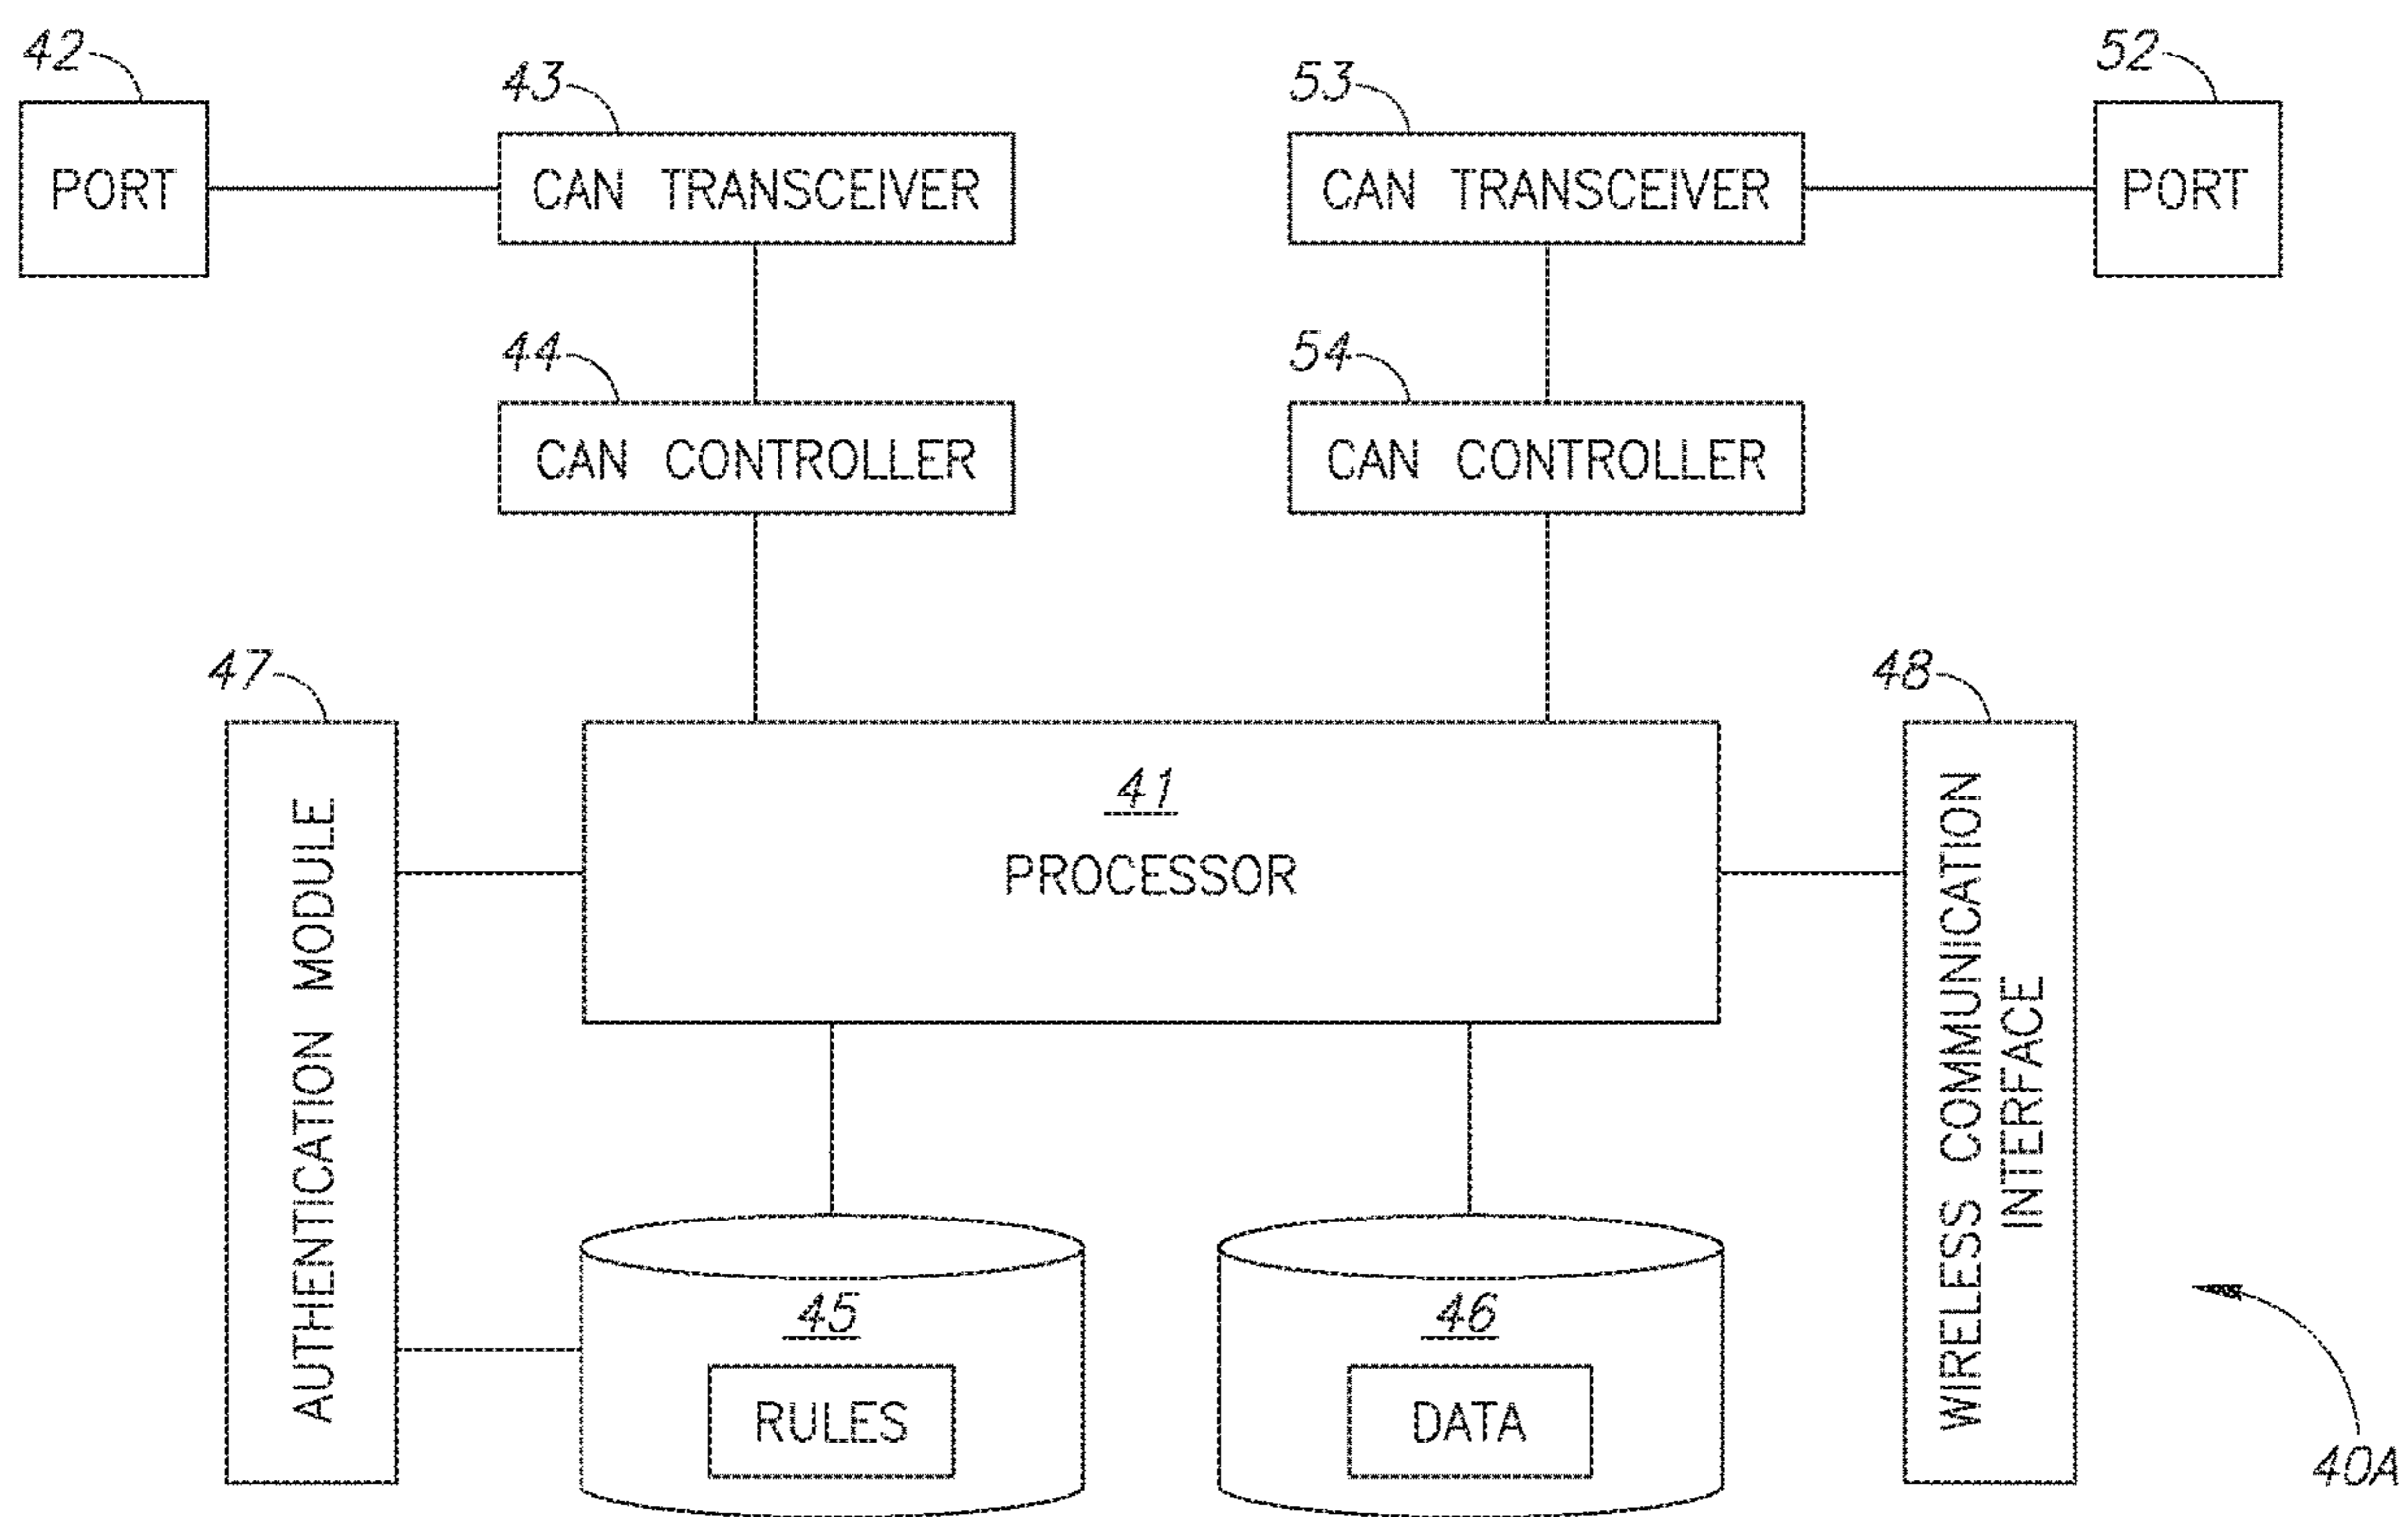 42
43
53
52
PORT
CAN TRANSCEIVER
CAN TRANSCEIVER
PORT
44
54
CAN CONTROLLER
CAN CONTROLLER
47
48
41
PROCESSOR
AUTHENTICATION MODULE
WIRELESS COMMUNICATION
INTERFACE
45
46
RULES
DATA
40A